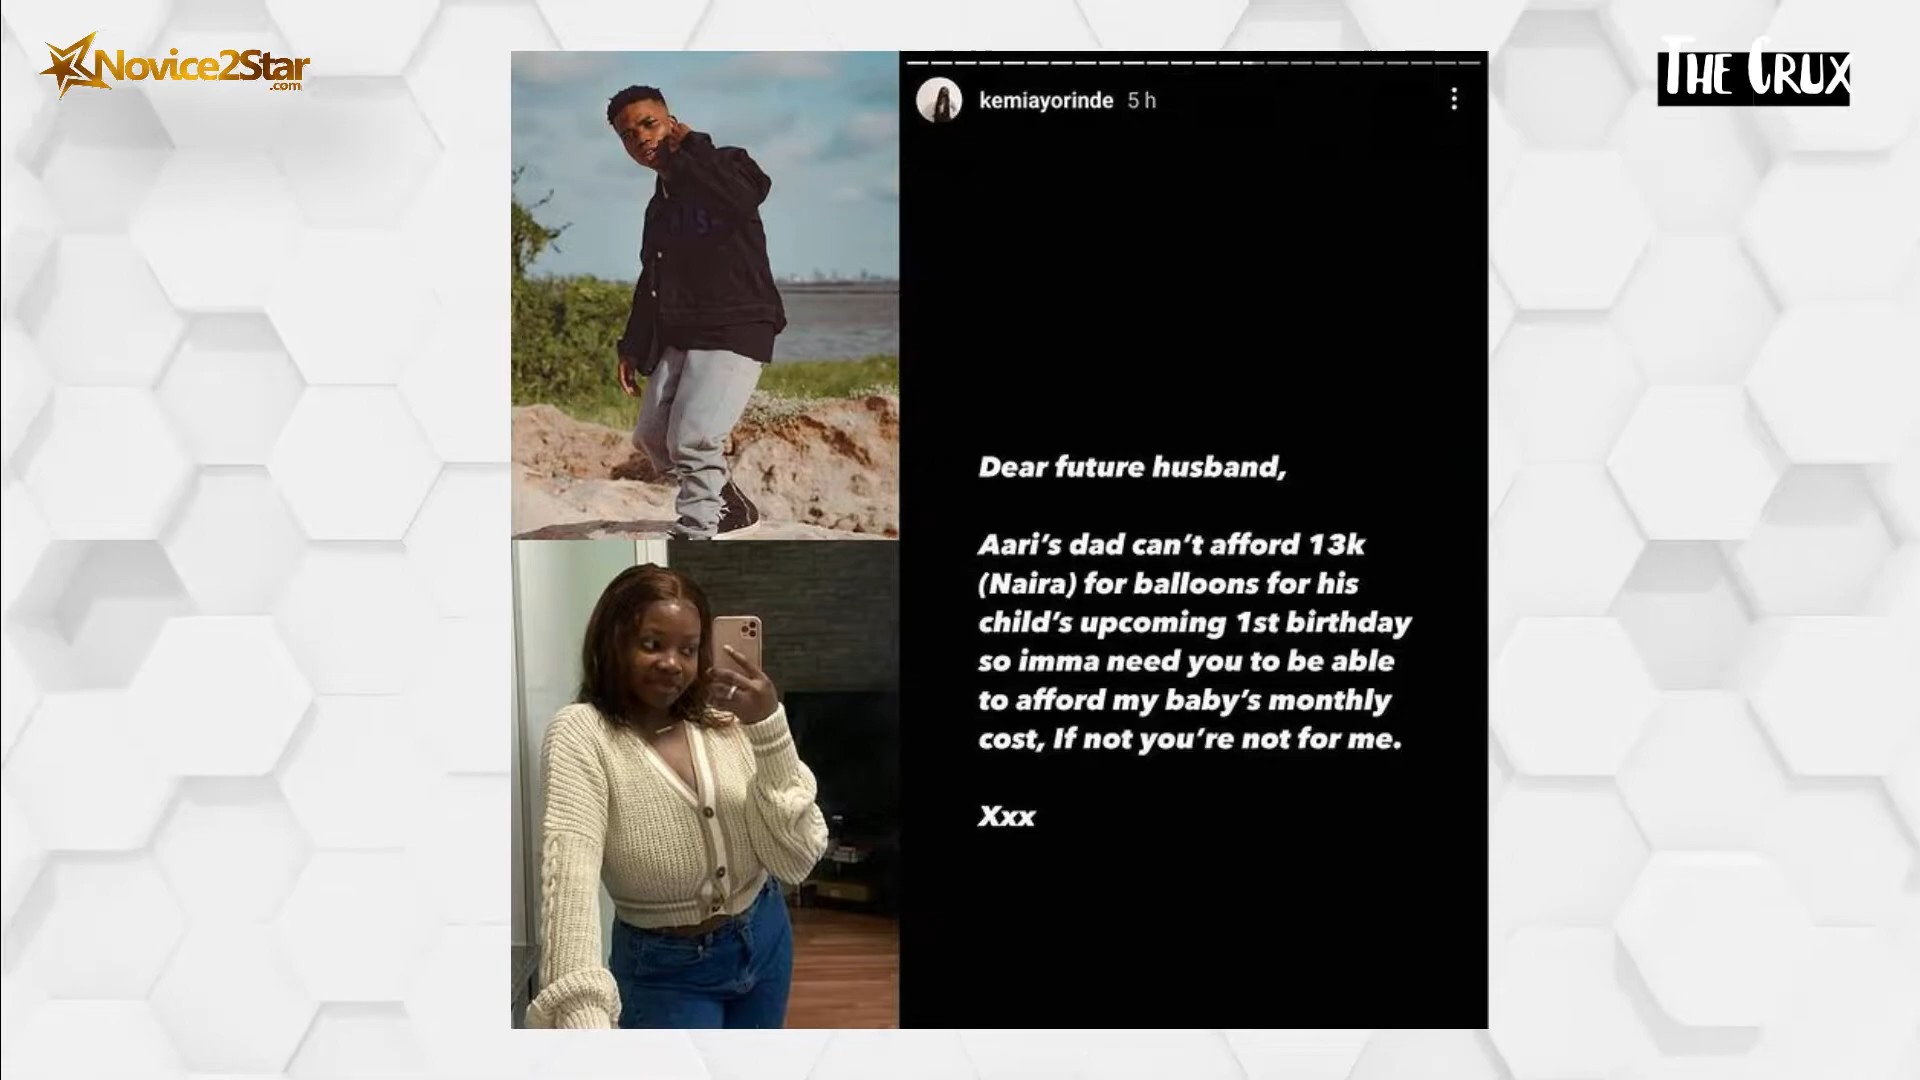 Novice2Star
.com
THE CRUX
kemiayorinde 5 h
Dear future husband,
Aari's dad can't afford 13k
(Naira) for balloons for his
child's upcoming 1st birthday
so imma need you to be able
to afford my baby's monthly
cost, If not you're not for me.
Xxx